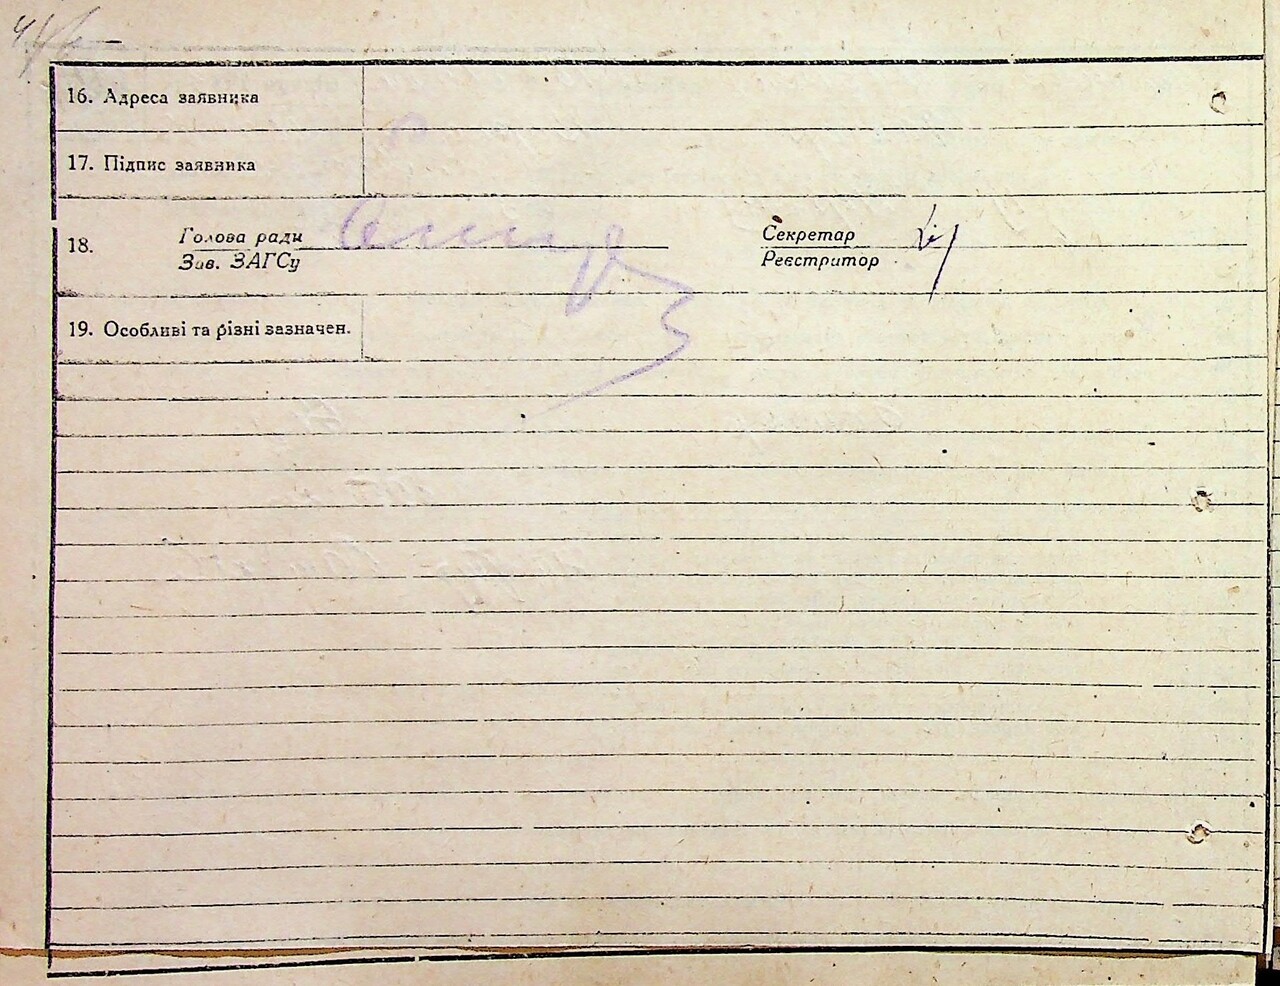 16. Адреса заявника
17. Підпис заявника
18. Голова ради
Зав. ЗАГСу
Секретар
Реєстратор
19. Особливі та різні зазначен.